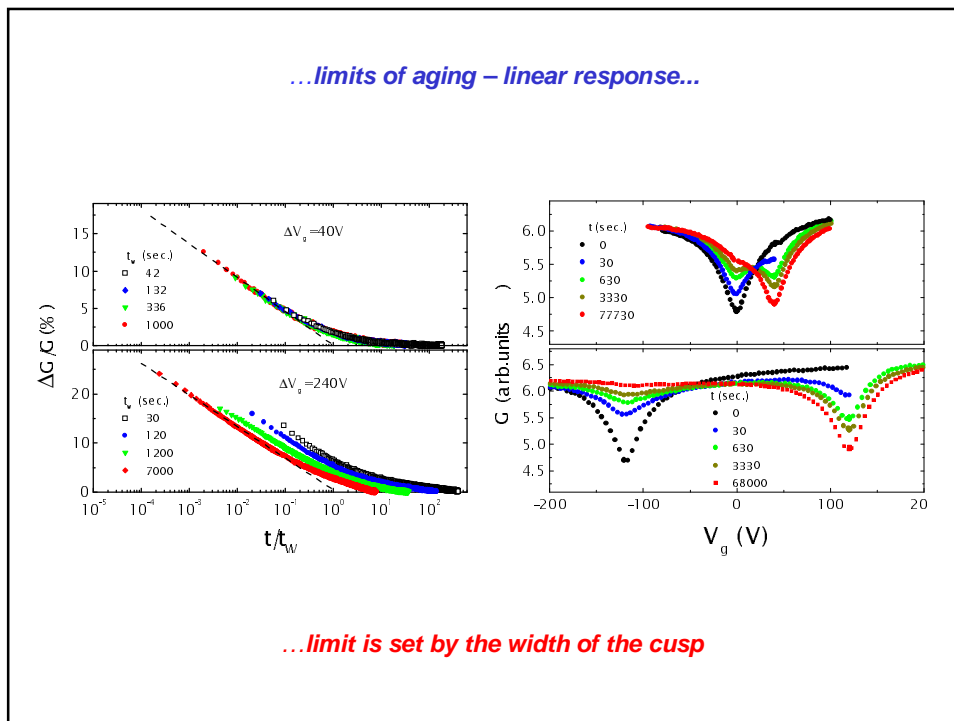 …limits of aging – linear response...
ΔV_g=40V
t_w (sec.)
42
132
336
1000
15
10
5
0
ΔG/G (%)
ΔV_g=240V
t_w (sec.)
30
120
1200
7000
20
10
0
10^-5 10^-4 10^-3 10^-2 10^-1 10^0 10^1 10^2
t/t_W
t (sec.)
0
30
630
3330
77730
6.0
5.5
5.0
4.5
G (arb.units )
t (sec.)
0
30
630
3330
68000
6.5
6.0
5.5
5.0
4.5
−200 −100 0 100 20
V_g (V)
…limit is set by the width of the cusp